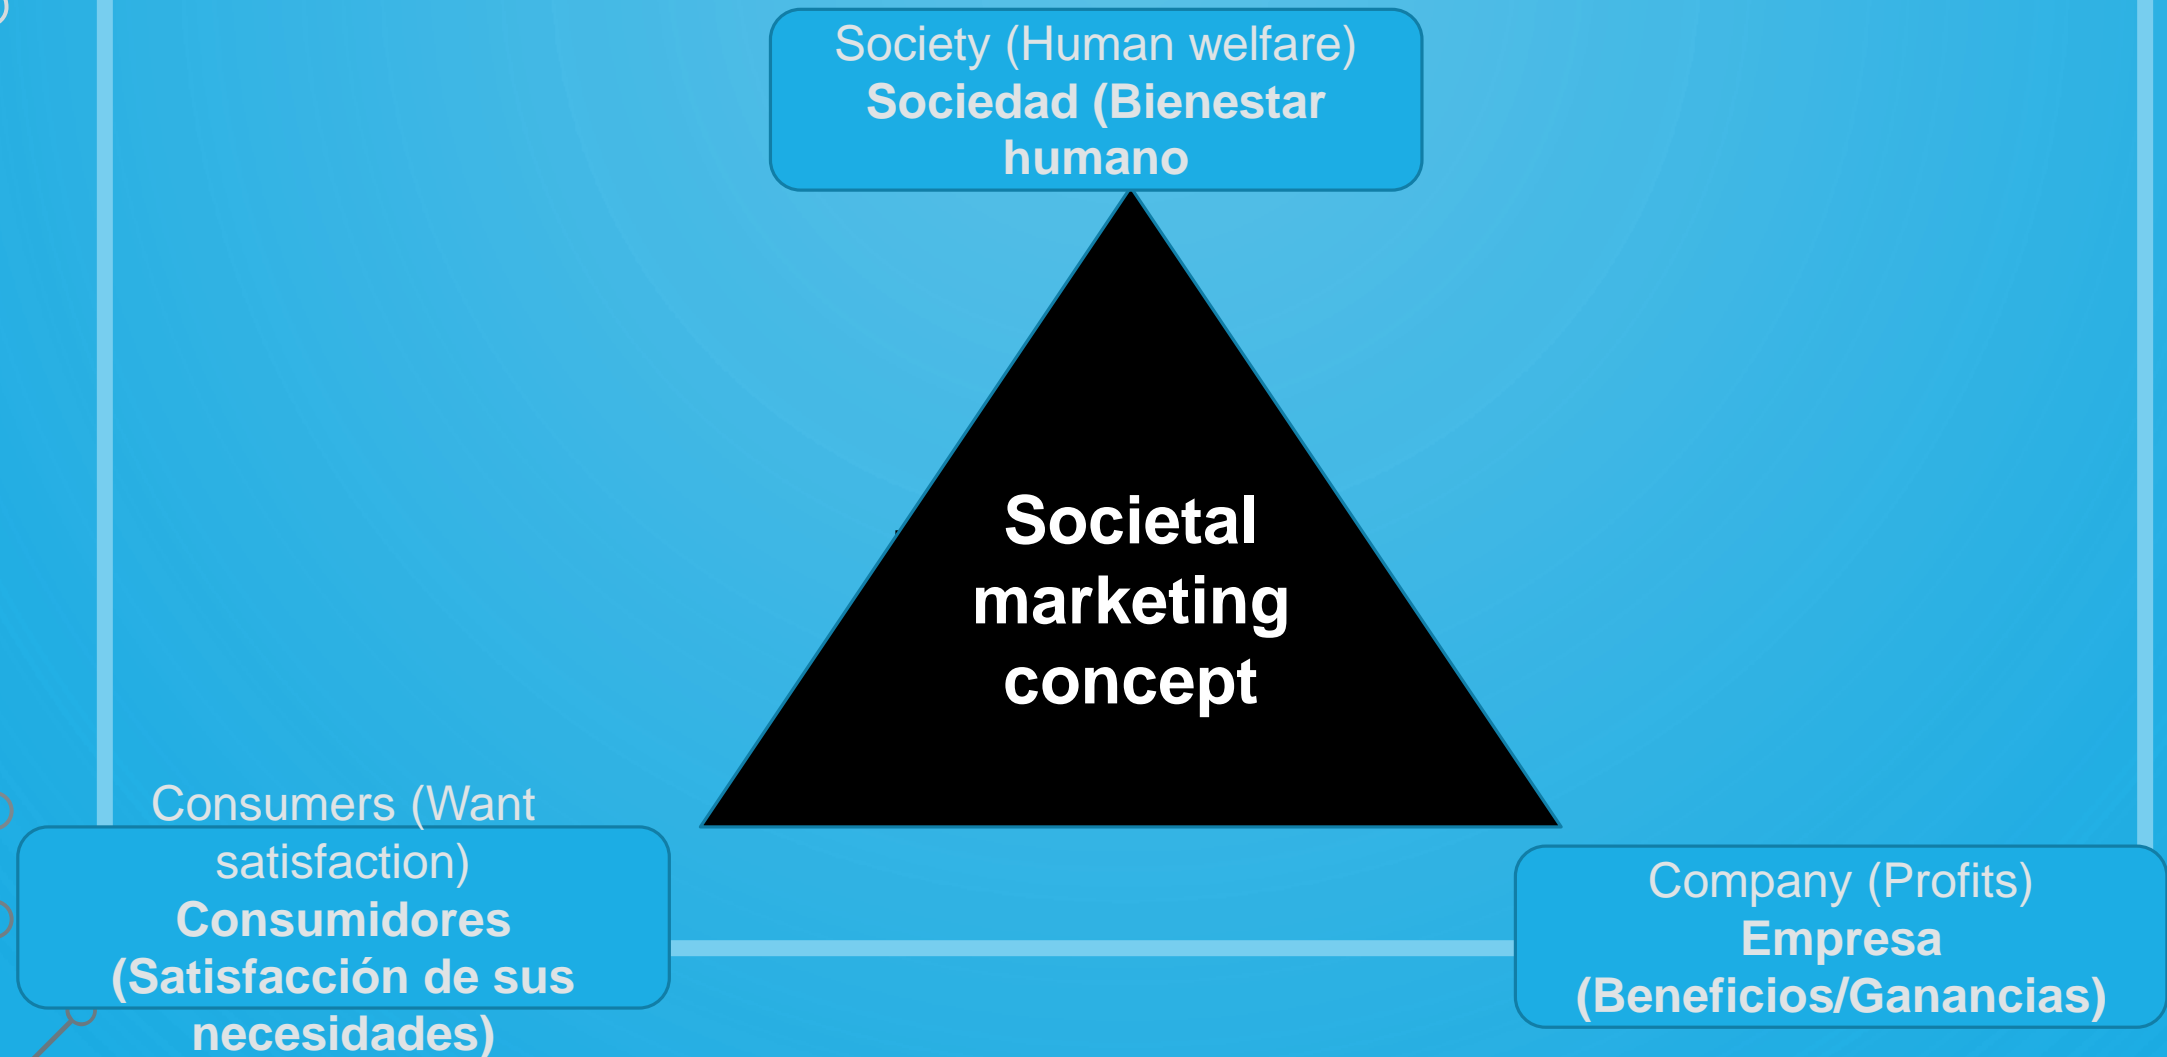 Society (Human welfare)
Sociedad (Bienestar
humano
Societal
marketing
concept
Consumers (Want
satisfaction)
Consumidores
(Satisfacción de sus
necesidades)
Company (Profits)
Empresa
(Beneficios/Ganancias)